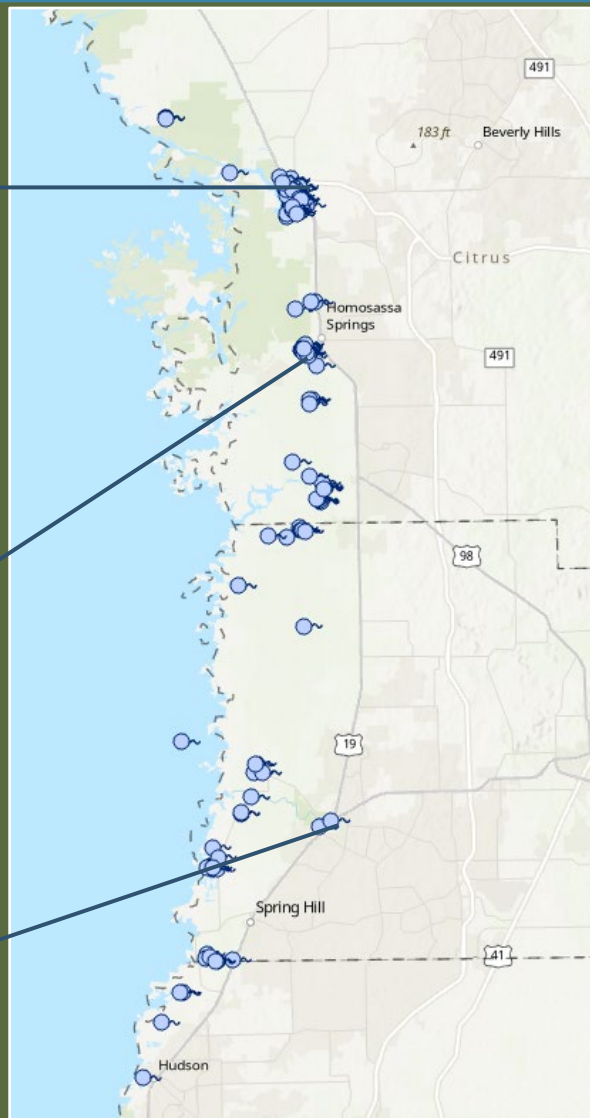 491
183 ft
Beverly Hills
Citrus
Homosassa
Springs
491
98
19
Spring Hill
41
Hudson